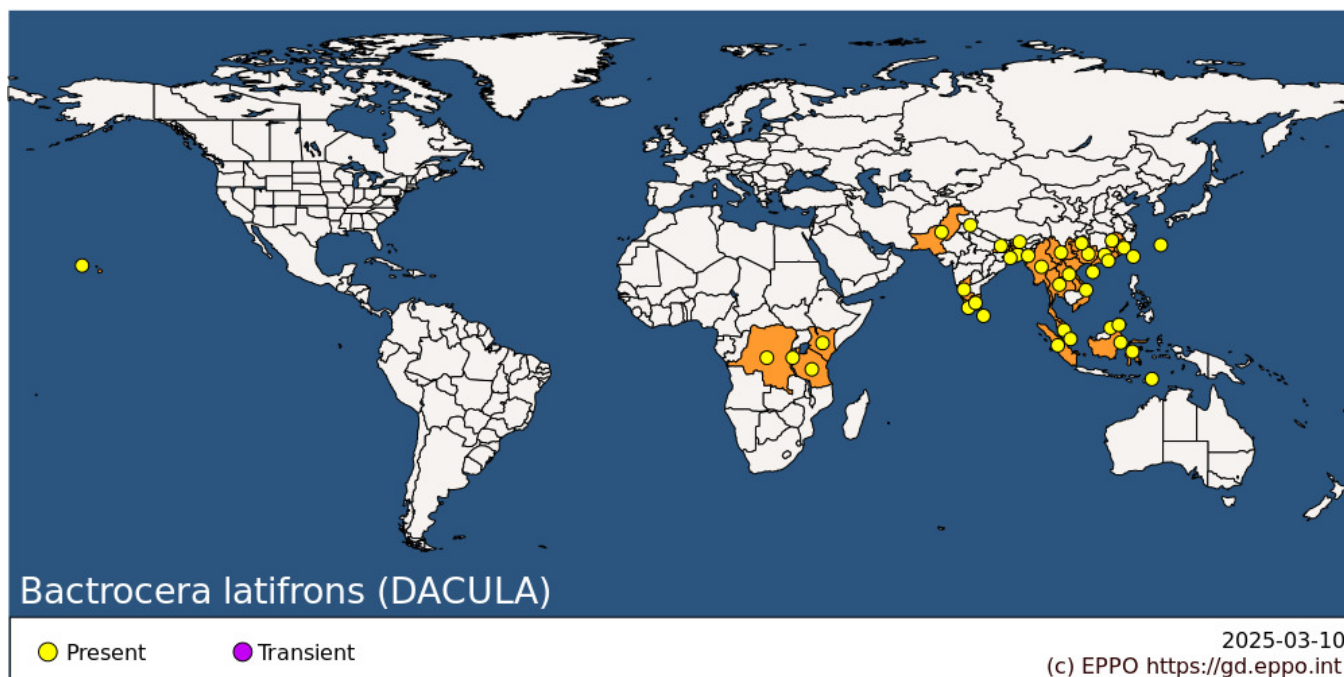 Bactrocera latifrons (DACULA)
Present
Transient
2025-03-10
(c) EPPO https://gd.eppo.int